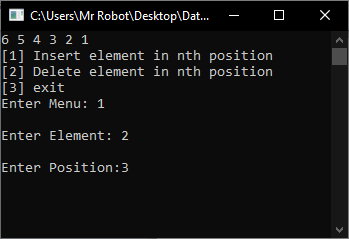 C:\Users\Mr Robot\Desktop\Dat...
6 5 4 3 2 1
[1] Insert element in nth position
[2] Delete element in nth position
[3] exit
Enter Menu: 1
Enter Element: 2
Enter Position:3